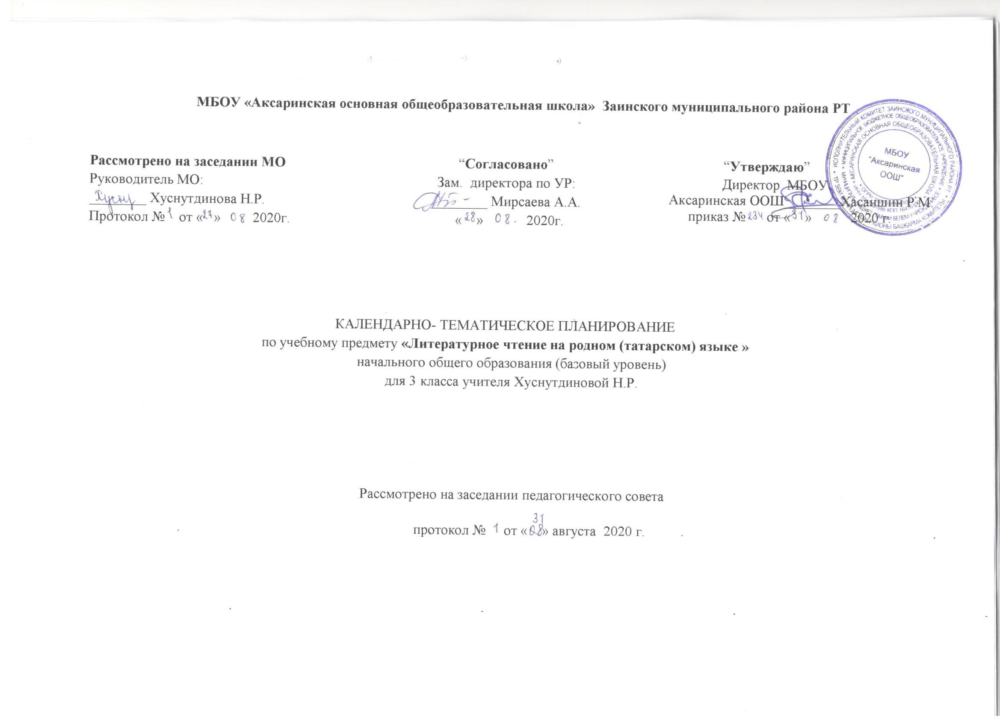 МБОУ «Аксаринская основная общеобразовательная школа» Заинского муниципального района РТ
Рассмотрено на заседании МО
Руководитель МО:
Хусну Хуснутдинова Н.Р.
Протокол № 1 от «27» 08 2020г.
“Согласовано”
Зам. директора по УР:
Мирсаева А.А.
«28» 08. 2020г.
“Утверждаю”
Директор МБОУ
Аксаринская ООШ Хасаншин Р.М.
приказ № 234 от «31» 08 2020 г.
ИСПОЛНИТЕЛЬНЫЙ КОМИТЕТ ЗАИНСКОГО МУНИЦИПАЛЬНОГО РАЙОНА РТ
МУНИЦИПАЛЬНОЕ БЮДЖЕТНОЕ ОБЩЕОБРАЗОВАТЕЛЬНОЕ УЧРЕЖДЕНИЕ
АКСАРИНСКАЯ ОСНОВНАЯ ОБЩЕОБРАЗОВАТЕЛЬНАЯ ШКОЛА
МБОУ
"Аксаринская
ООШ"
КАЛЕНДАРНО- ТЕМАТИЧЕСКОЕ ПЛАНИРОВАНИЕ
по учебному предмету «Литературное чтение на родном (татарском) языке »
начального общего образования (базовый уровень)
для 3 класса учителя Хуснутдиновой Н.Р.
Рассмотрено на заседании педагогического совета
31
протокол № 1 от «08» августа 2020 г.